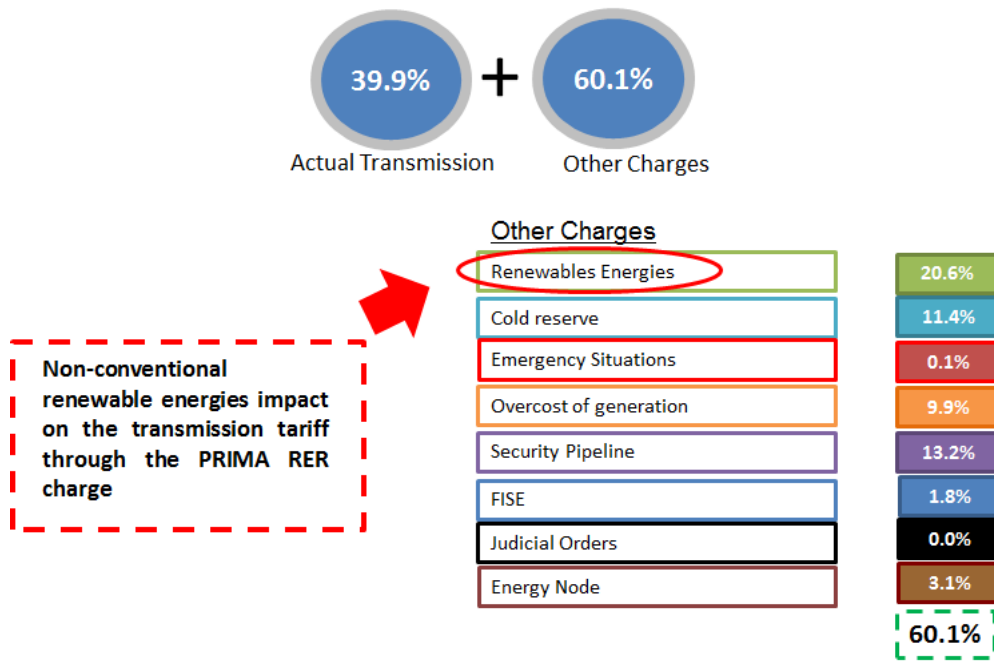 39.9% + 60.1%
Actual Transmission Other Charges
Other Charges
Renewables Energies 20.6%
Cold reserve 11.4%
Emergency Situations 0.1%
Overcost of generation 9.9%
Security Pipeline 13.2%
FISE 1.8%
Judicial Orders 0.0%
Energy Node 3.1%
60.1%
Non-conventional
renewable energies impact
on the transmission tariff
through the PRIMA RER
charge